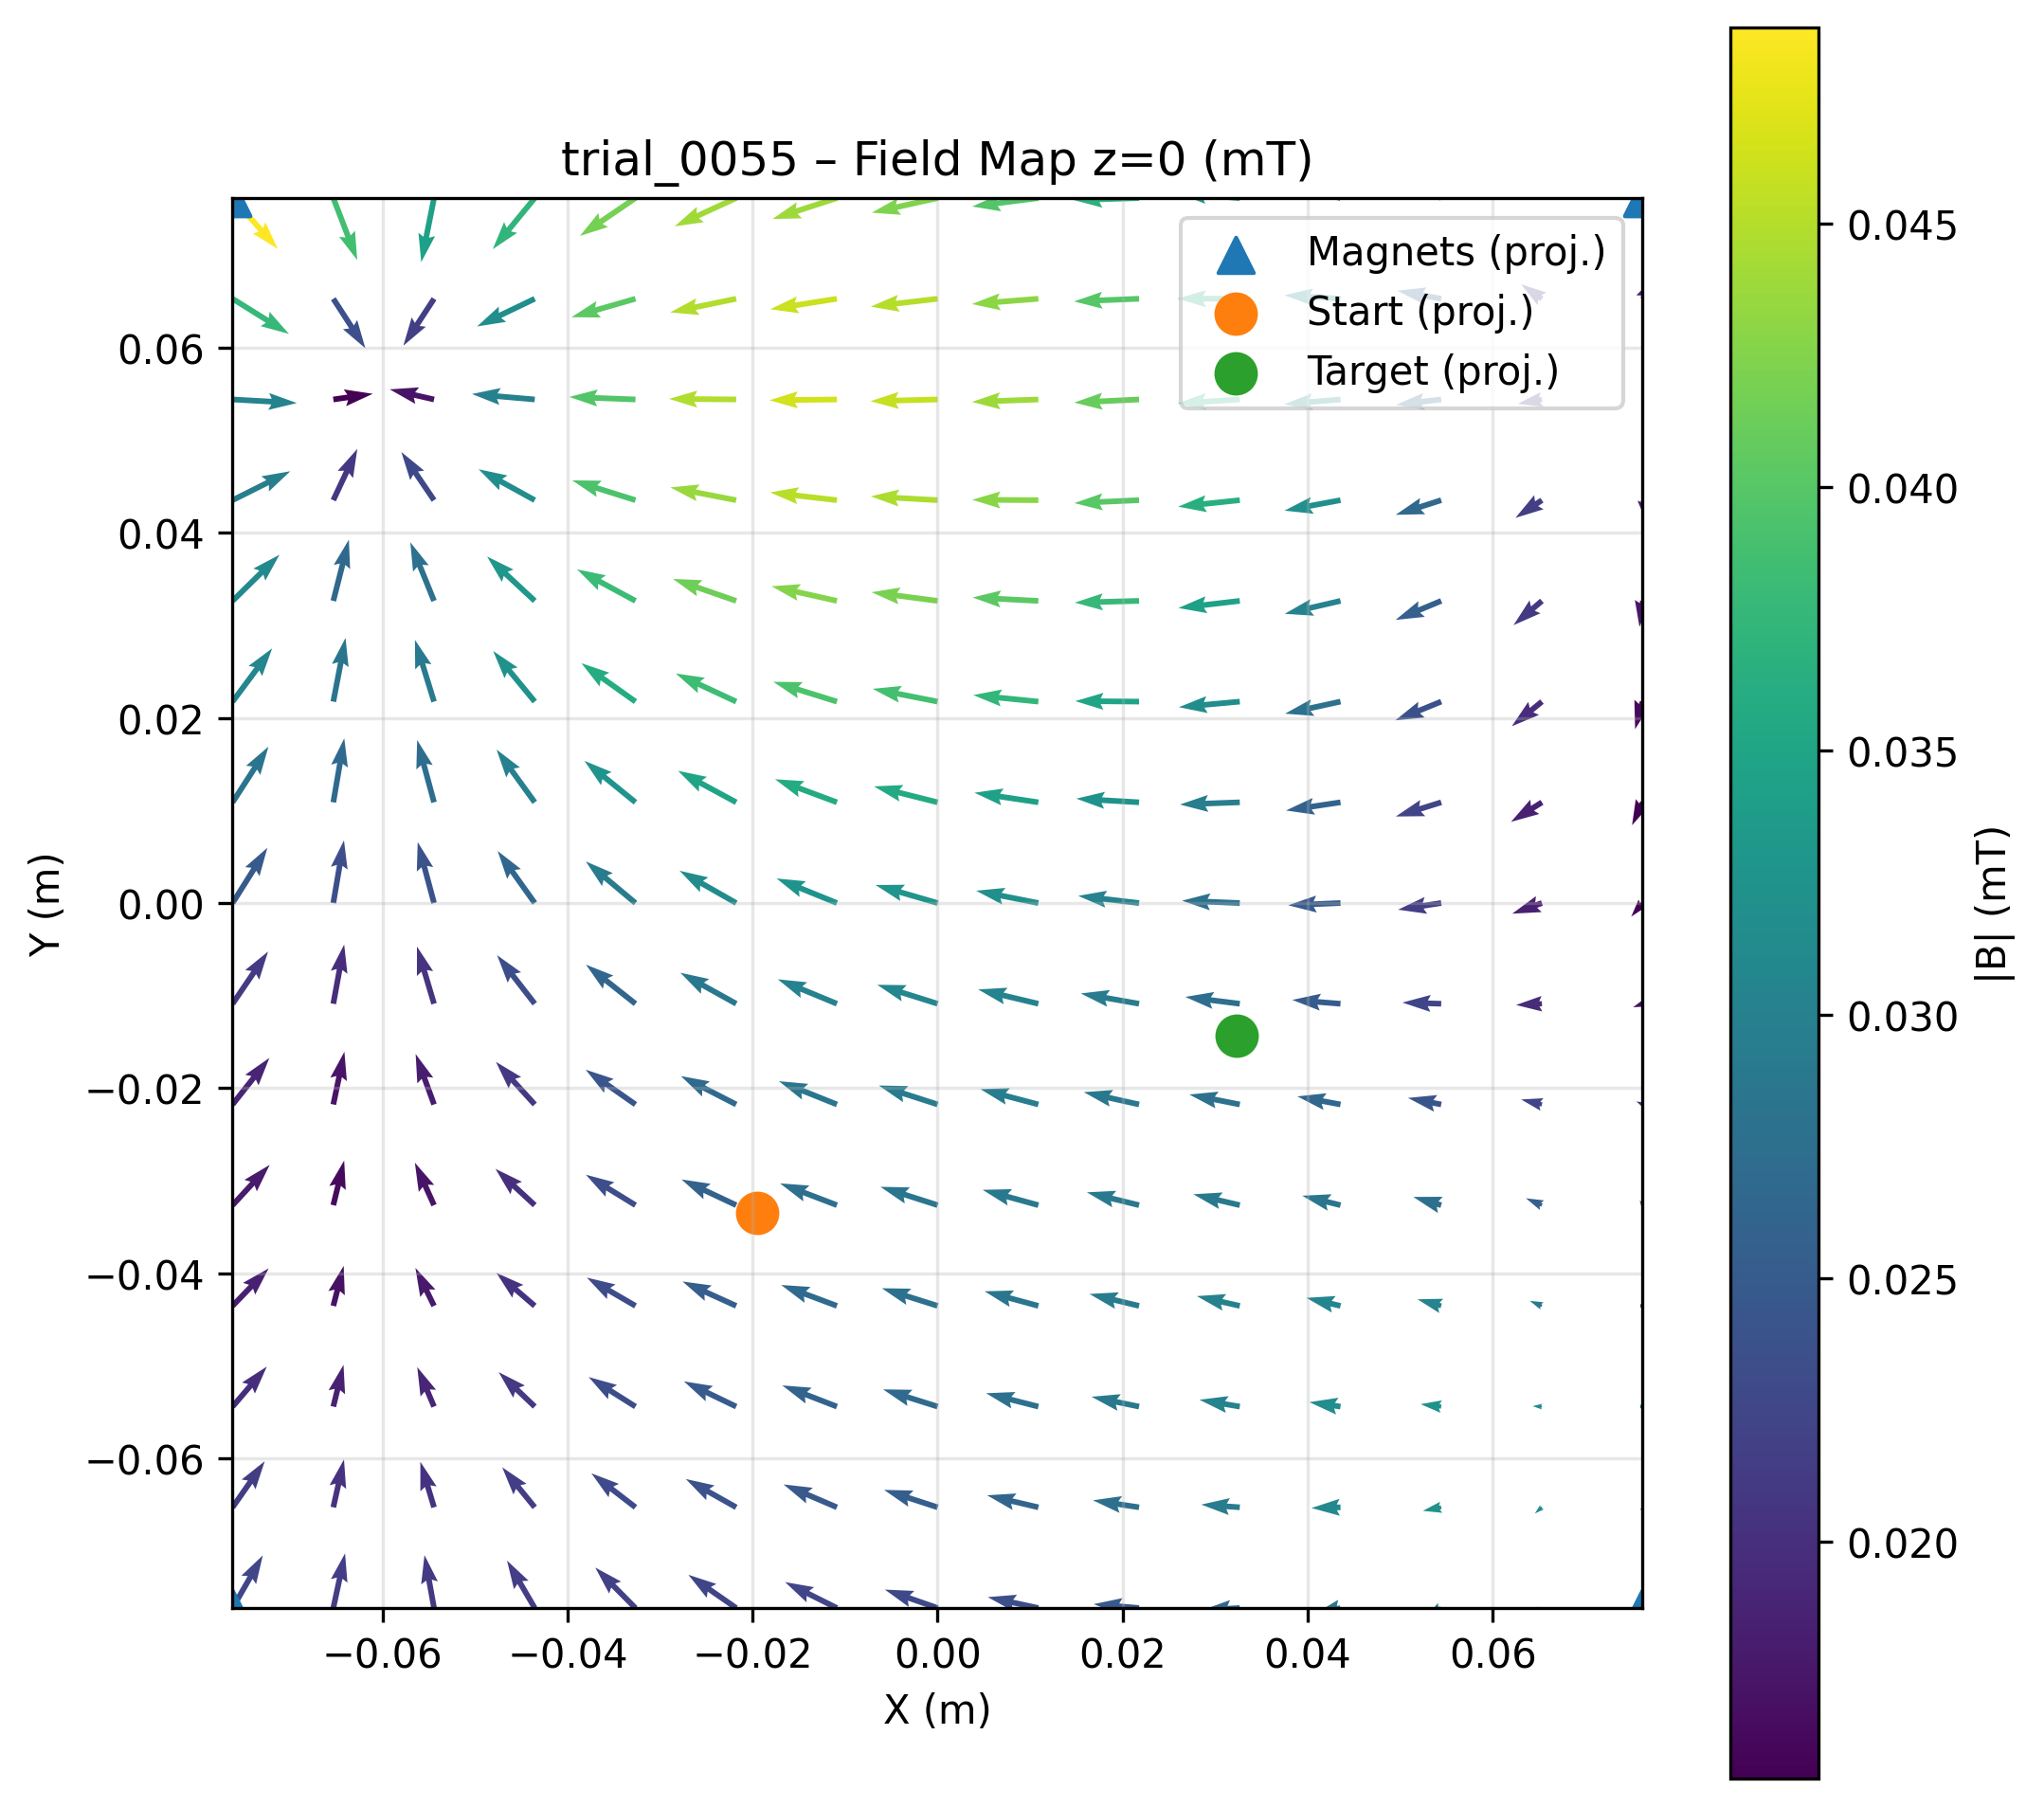 trial_0055 – Field Map z=0 (mT)
Magnets (proj.)
Start (proj.)
Target (proj.)
0.06
0.04
0.02
0.00
−0.02
−0.04
−0.06
Y (m)
−0.06
−0.04
−0.02
0.00
0.02
0.04
0.06
X (m)
0.045
0.040
0.035
0.030
0.025
0.020
|B| (mT)